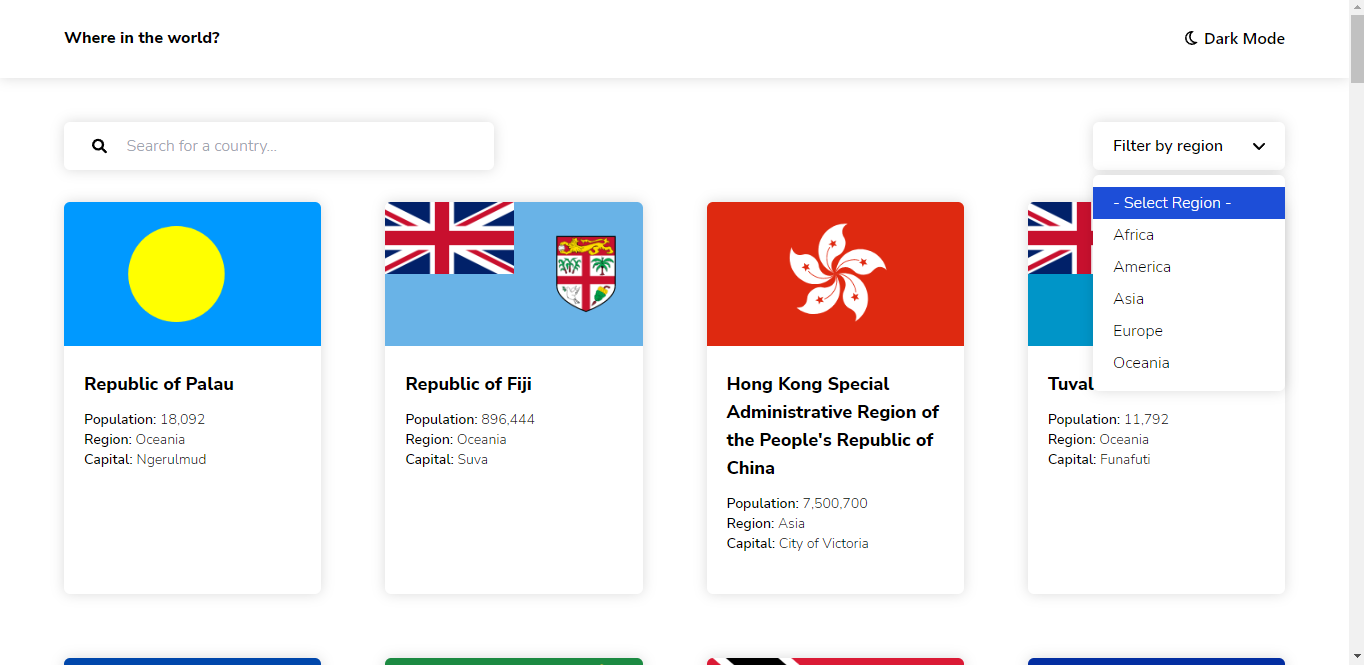 Where in the world?
Dark Mode
Search for a country...
Filter by region
- Select Region -
Africa
America
Asia
Europe
Oceania
Republic of Palau
Population: 18,092
Region: Oceania
Capital: Ngerulmud
Republic of Fiji
Population: 896,444
Region: Oceania
Capital: Suva
Hong Kong Special
Administrative Region of
the People's Republic of
China
Population: 7,500,700
Region: Asia
Capital: City of Victoria
Tuval
Population: 11,792
Region: Oceania
Capital: Funafuti